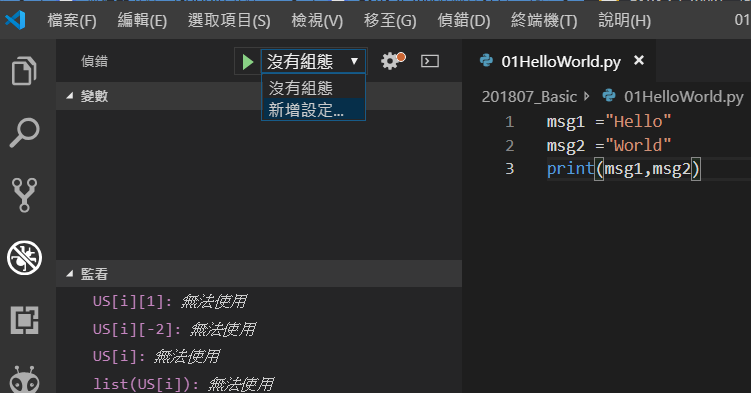 檔案(F) 編輯(E) 選取項目(S) 檢視(V) 移至(G) 偵錯(D) 終端機(T) 說明(H) 01
偵錯 沒有組態
沒有組態
新增設定...
變數
監看
US[i][1]: 無法使用
US[i][-2]: 無法使用
US[i]: 無法使用
list(US[i]): 無法使用
01HelloWorld.py
201807_Basic 01HelloWorld.py
1 msg1 ="Hello"
2 msg2 ="World"
3 print(msg1,msg2)